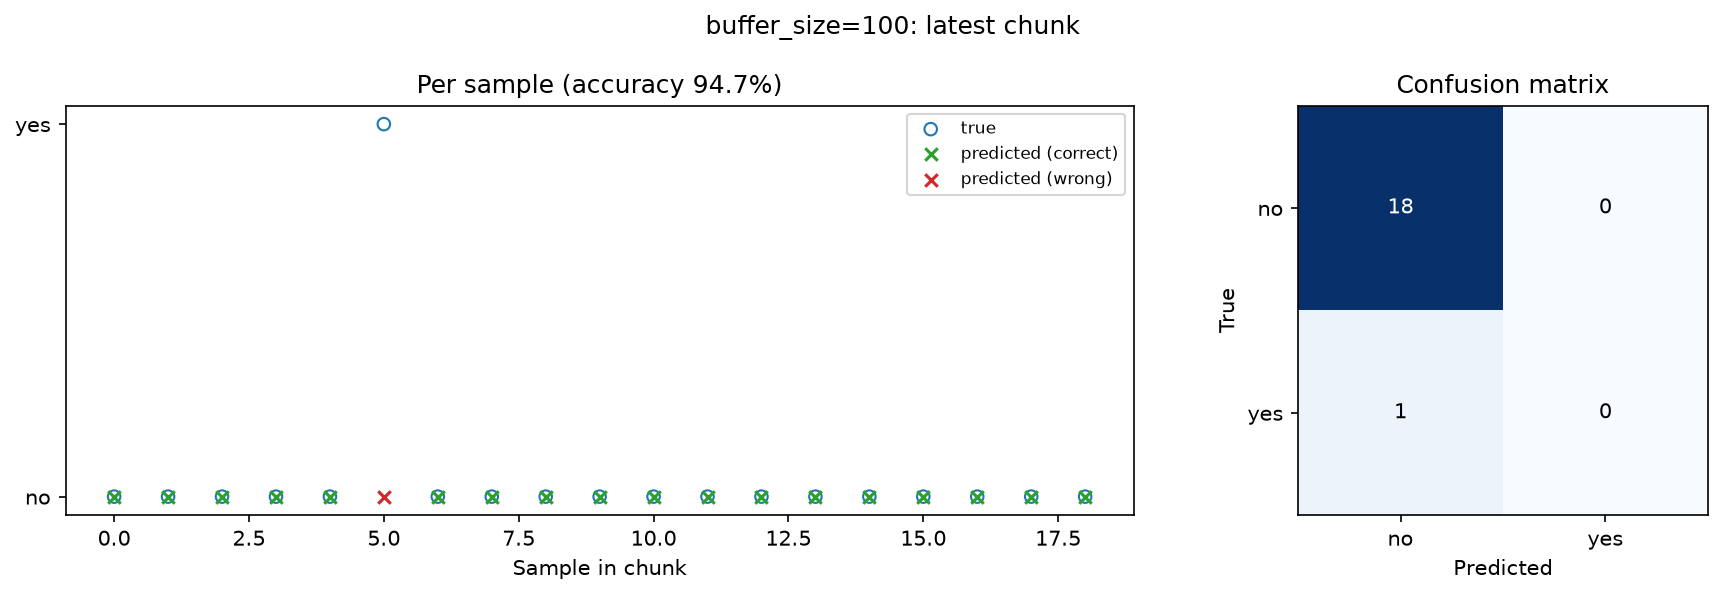 buffer_size=100: latest chunk
Per sample (accuracy 94.7%)
yes
no
true
predicted (correct)
predicted (wrong)
0.0 2.5 5.0 7.5 10.0 12.5 15.0 17.5
Sample in chunk
Confusion matrix
True
no
yes
18 0
1 0
no yes
Predicted